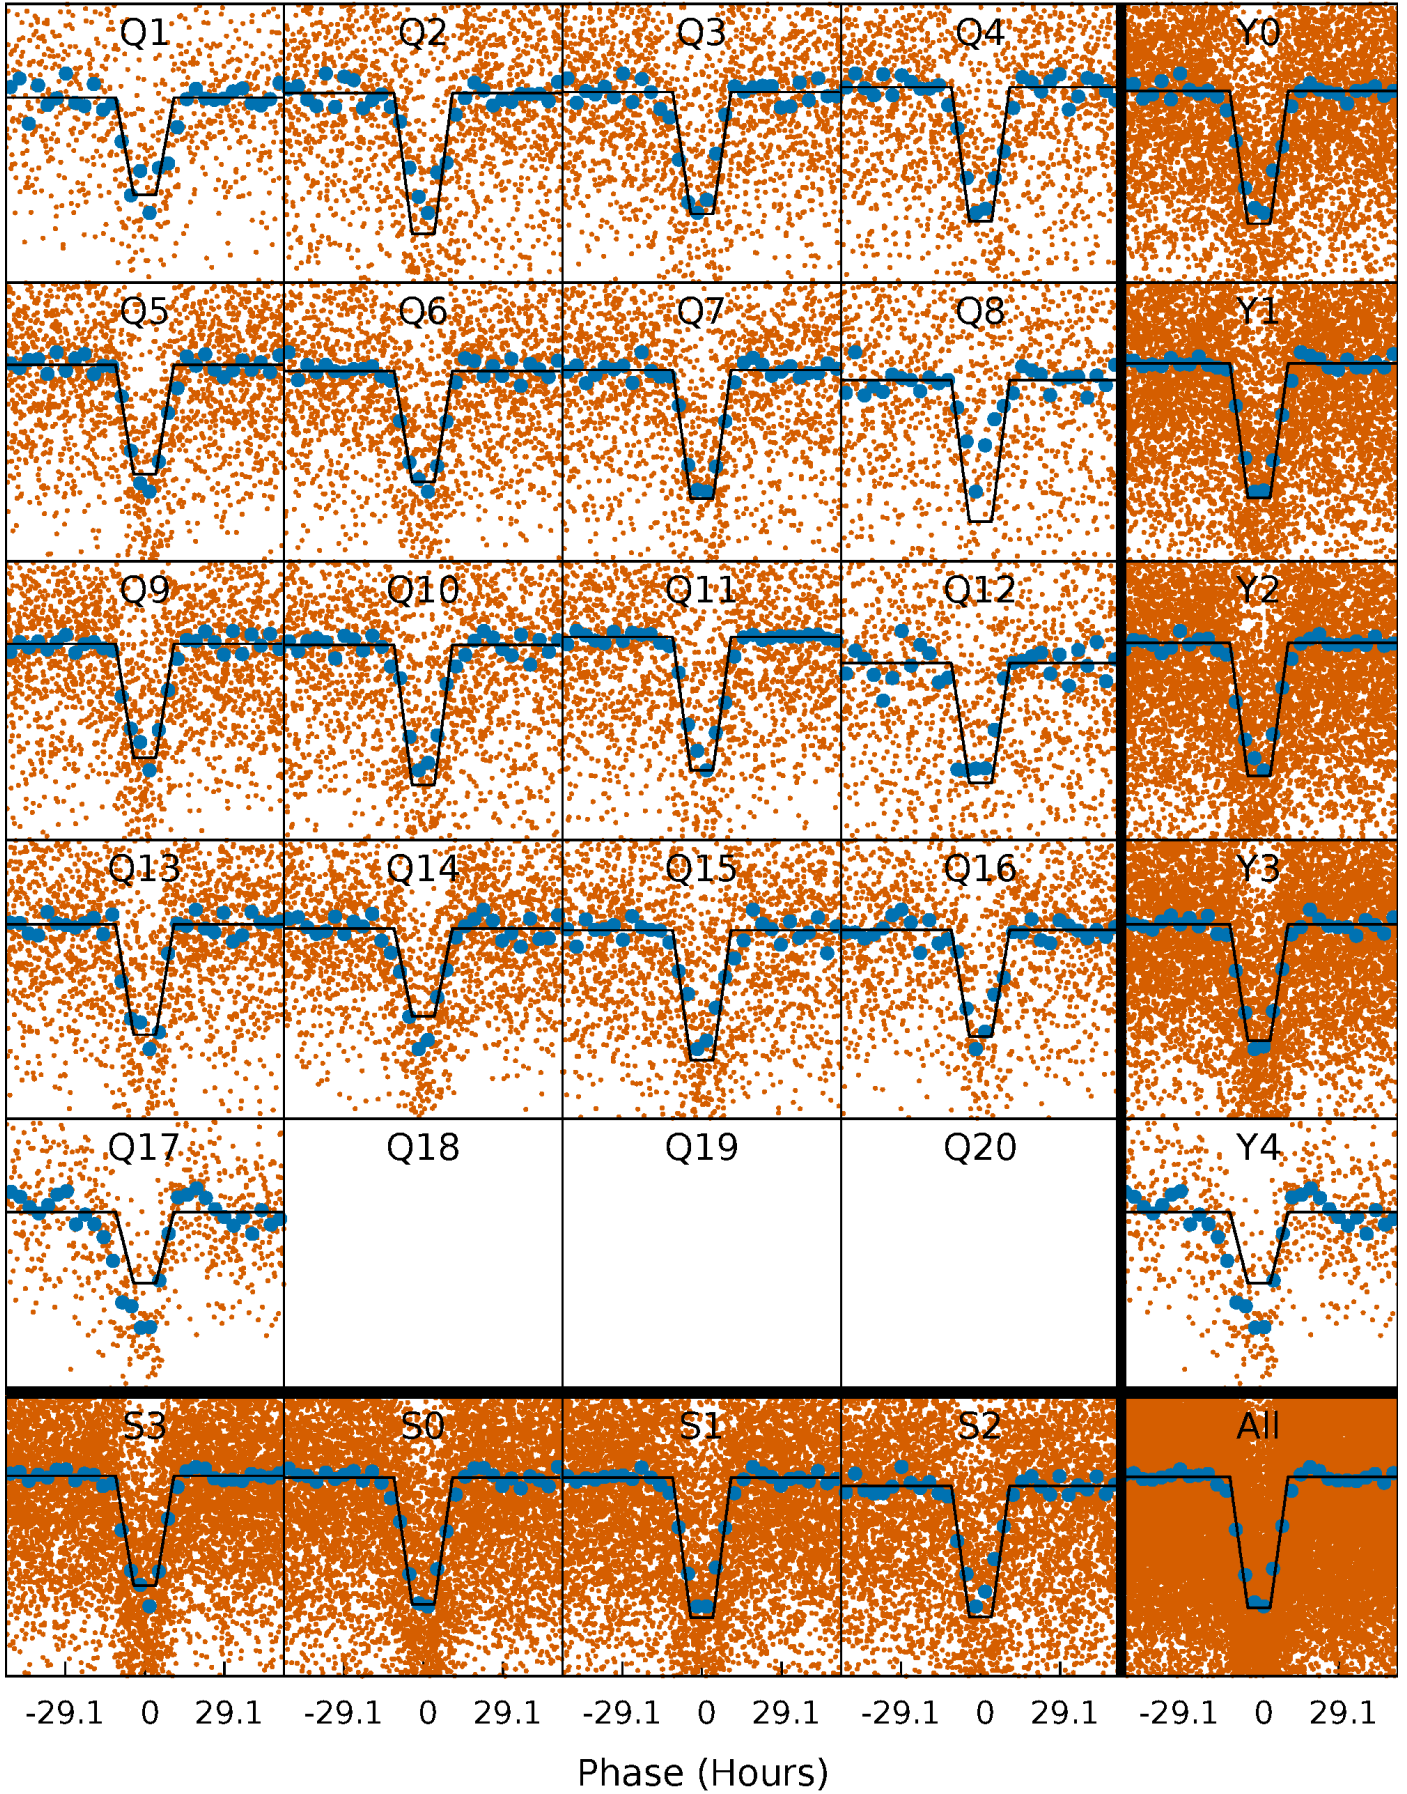 Q1 Q2 Q3 Q4 Y0
Q5 Q6 Q7 Q8 Y1
Q9 Q10 Q11 Q12 Y2
Q13 Q14 Q15 Q16 Y3
Q17 Q18 Q19 Q20 Y4
S3 S0 S1 S2 All
-29.1 0 29.1 -29.1 0 29.1 -29.1 0 29.1 -29.1 0 29.1 -29.1 0 29.1
Phase (Hours)